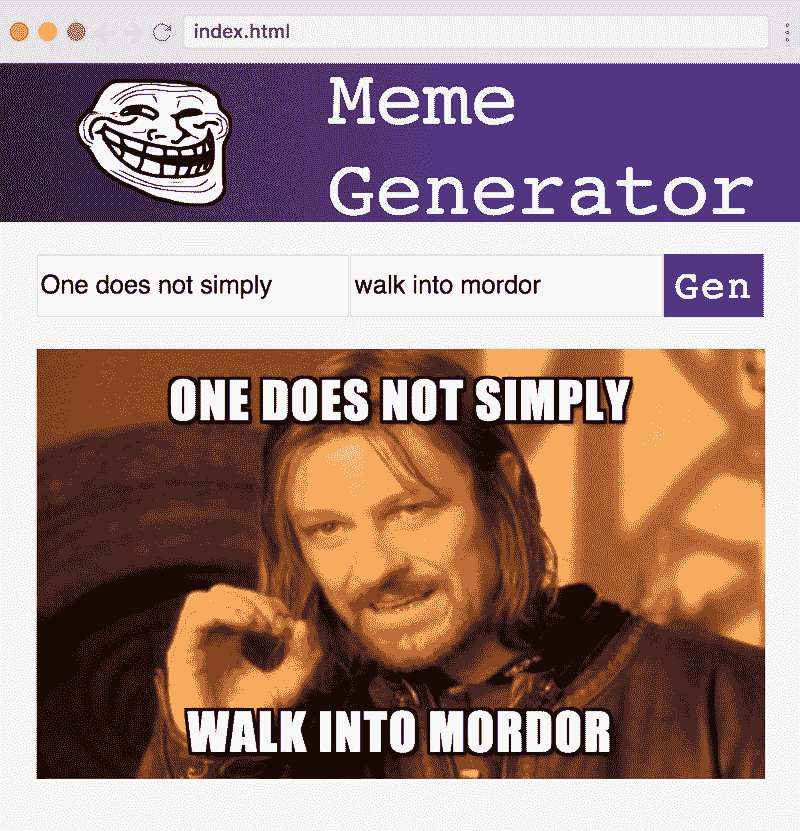 index.html
Meme
Generator
One does not simply
walk into mordor
Gen
ONE DOES NOT SIMPLY
WALK INTO MORDOR